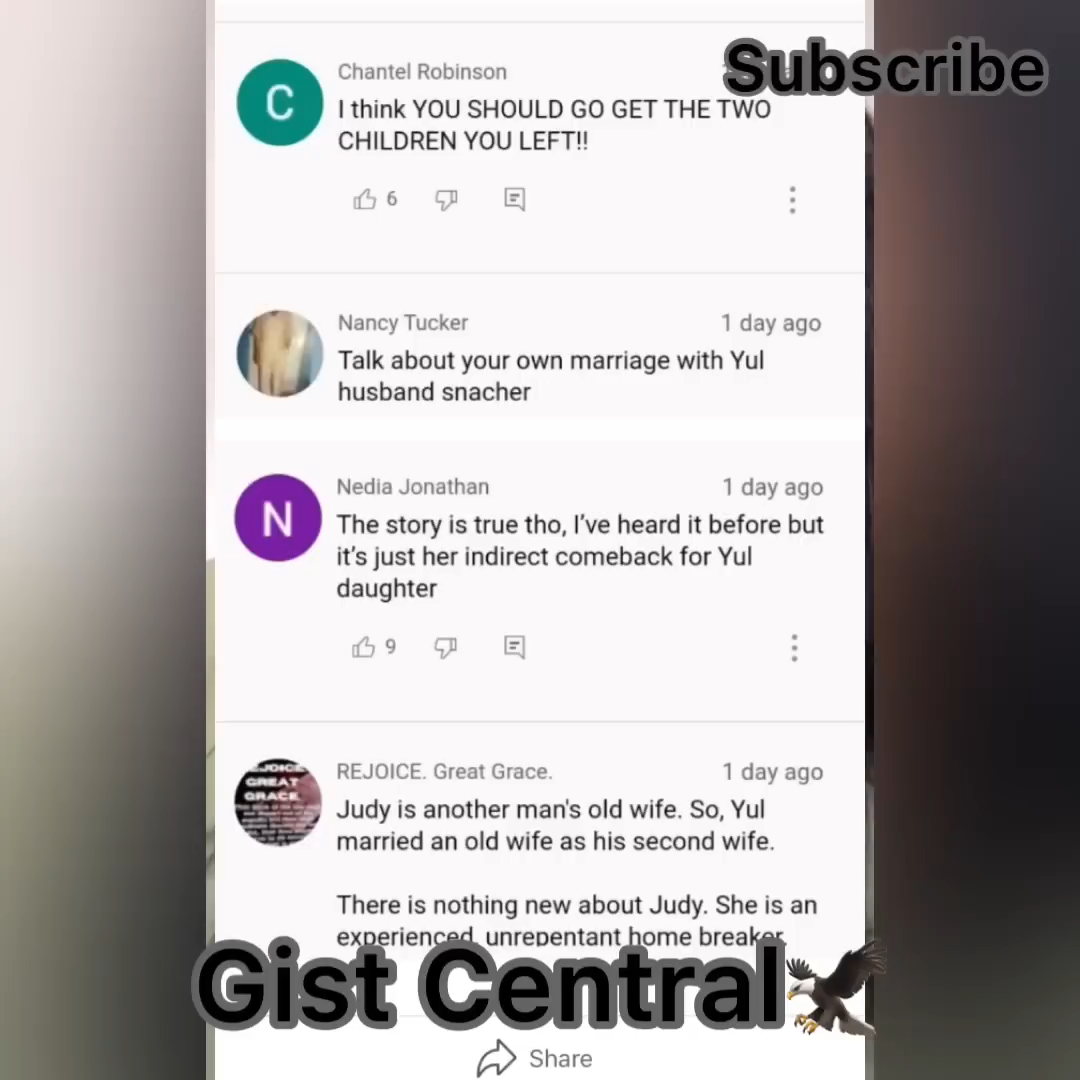 Subscribe
Chantel Robinson
I think YOU SHOULD GO GET THE TWO
CHILDREN YOU LEFT!!
6
Nancy Tucker 1 day ago
Talk about your own marriage with Yul
husband snacher
Nedia Jonathan 1 day ago
The story is true tho, I've heard it before but
it's just her indirect comeback for Yul
daughter
9
REJOICE. Great Grace. 1 day ago
Judy is another man's old wife. So, Yul
married an old wife as his second wife.
There is nothing new about Judy. She is an
experienced, unrepentant home breaker
Gist Central
Share
C
N
GREAT
GRACE